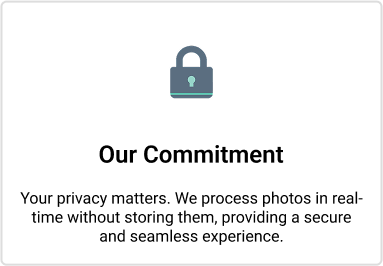 Our Commitment
Your privacy matters. We process photos in real-
time without storing them, providing a secure
and seamless experience.